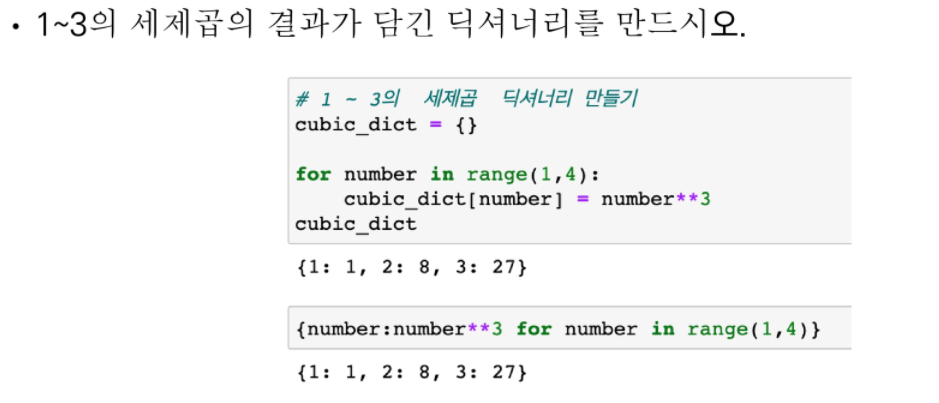 • 1~3의 세제곱의 결과가 담긴 딕셔너리를 만드시오.
# 1 ~ 3의  세제곱  딕셔너리 만들기
cubic_dict = {}
for number in range(1,4):
    cubic_dict[number] = number**3
cubic_dict
{1: 1, 2: 8, 3: 27}
{number:number**3 for number in range(1,4)}
{1: 1, 2: 8, 3: 27}